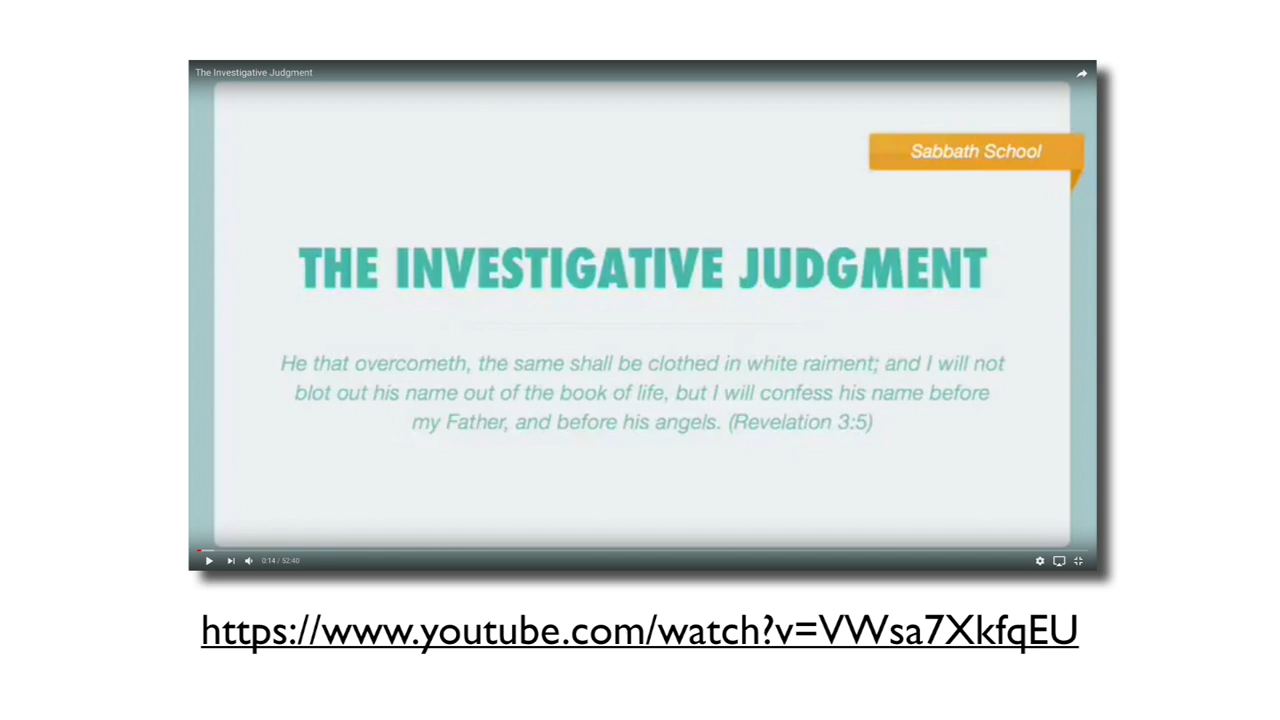 The Investigative Judgment
Sabbath School
THE INVESTIGATIVE JUDGMENT
He that overcometh, the same shall be clothed in white raiment; and I will not
blot out his name out of the book of life, but I will confess his name before
my Father, and before his angels. (Revelation 3:5)
0:14 / 52:40
https://www.youtube.com/watch?v=VWsa7XkfqEU